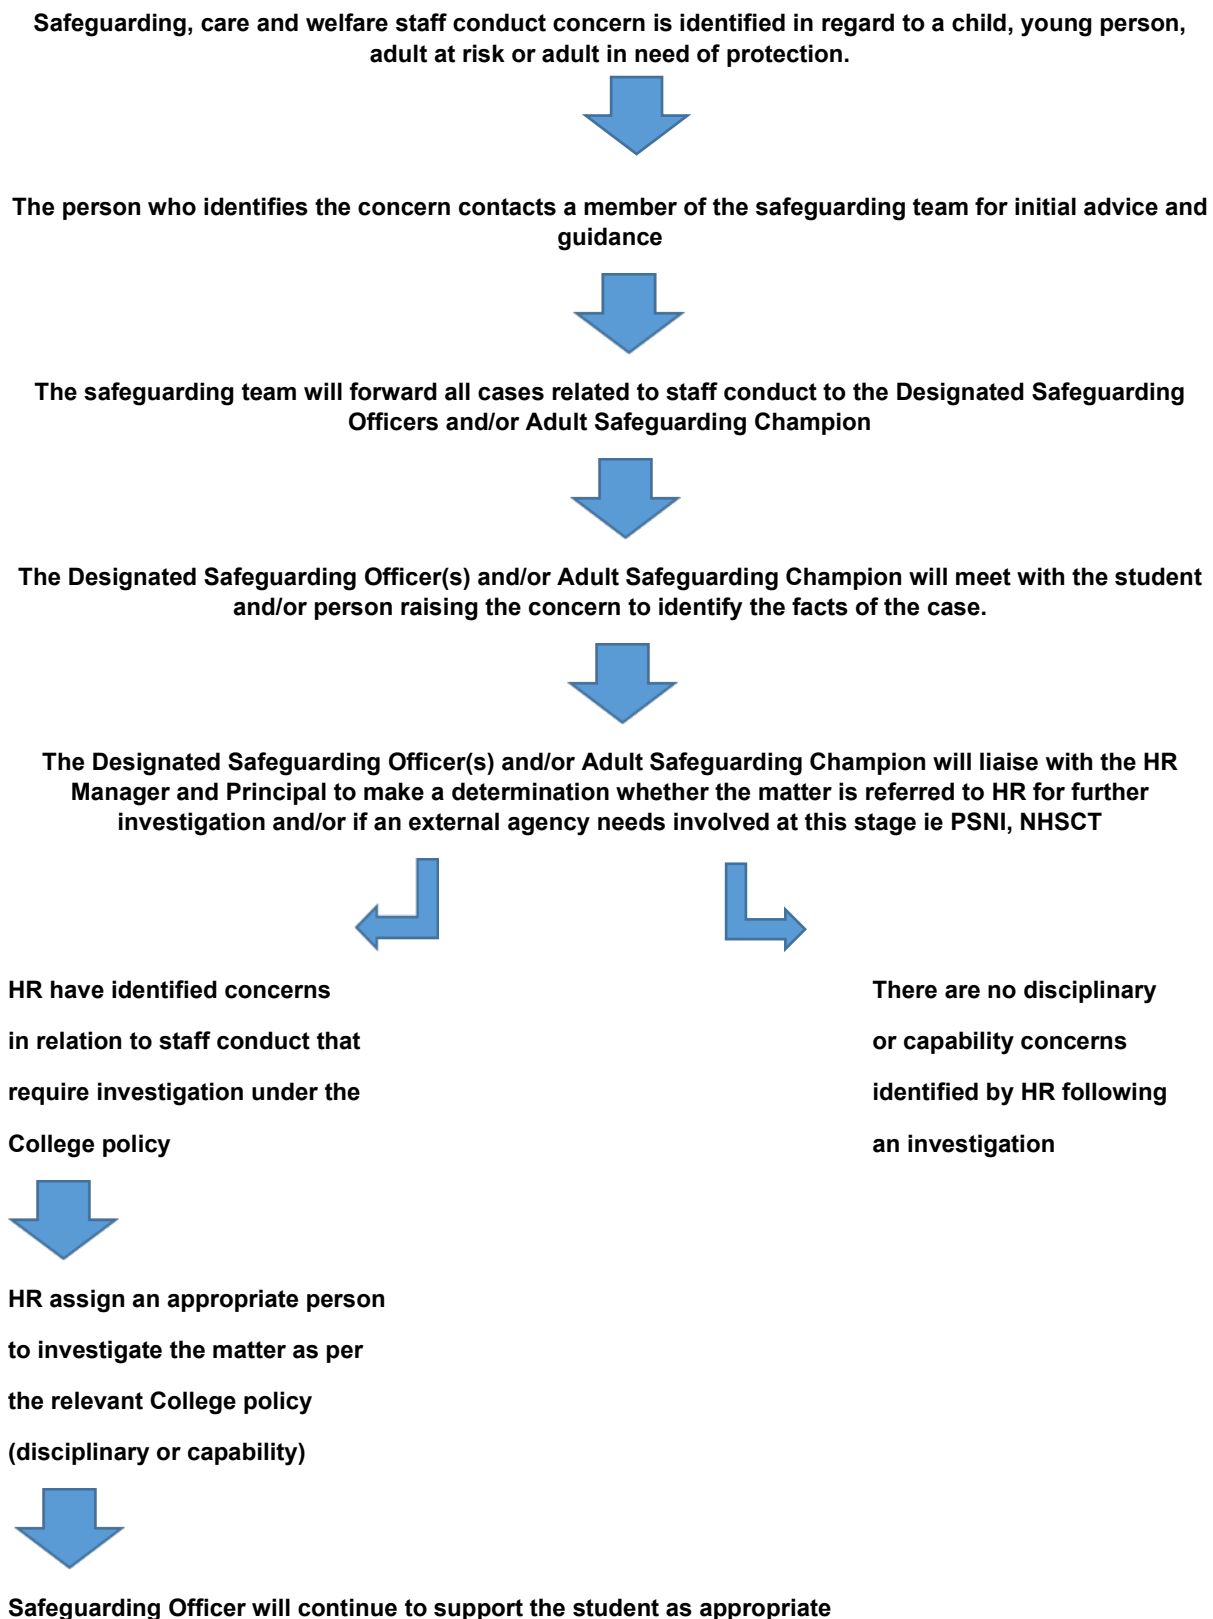 Safeguarding, care and welfare staff conduct concern is identified in regard to a child, young person,
adult at risk or adult in need of protection.
The person who identifies the concern contacts a member of the safeguarding team for initial advice and
guidance
The safeguarding team will forward all cases related to staff conduct to the Designated Safeguarding
Officers and/or Adult Safeguarding Champion
The Designated Safeguarding Officer(s) and/or Adult Safeguarding Champion will meet with the student
and/or person raising the concern to identify the facts of the case.
The Designated Safeguarding Officer(s) and/or Adult Safeguarding Champion will liaise with the HR
Manager and Principal to make a determination whether the matter is referred to HR for further
investigation and/or if an external agency needs involved at this stage ie PSNI, NHSCT
HR have identified concerns
in relation to staff conduct that
require investigation under the
College policy
There are no disciplinary
or capability concerns
identified by HR following
an investigation
HR assign an appropriate person
to investigate the matter as per
the relevant College policy
(disciplinary or capability)
Safeguarding Officer will continue to support the student as appropriate